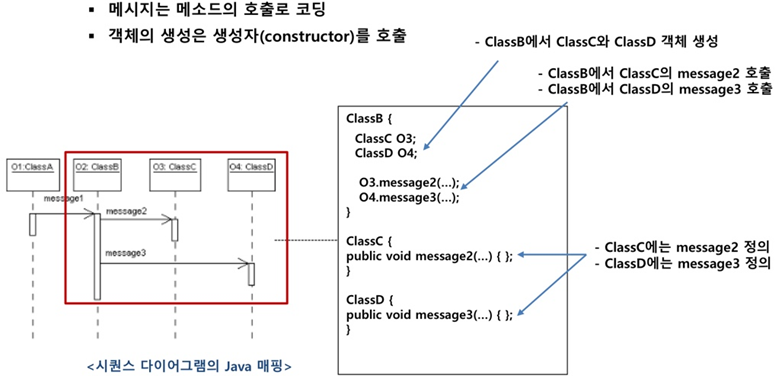 ▪ 메시지는 메소드의 호출로 코딩
▪ 객체의 생성은 생성자(constructor)를 호출
- ClassB에서 ClassC와 ClassD 객체 생성
- ClassB에서 ClassC의 message2 호출
- ClassB에서 ClassD의 message3 호출
O1:ClassA
O2: ClassB
O3: ClassC
O4: ClassD
message1
message2
message3
ClassB {
ClassC O3;
ClassD O4;
O3.message2(...);
O4.message3(...);
}
ClassC {
public void message2(...) { };
}
ClassD {
public void message3(...) { };
}
- ClassC에는 message2 정의
- ClassD에는 message3 정의
<시퀀스 다이어그램의 Java 매핑>